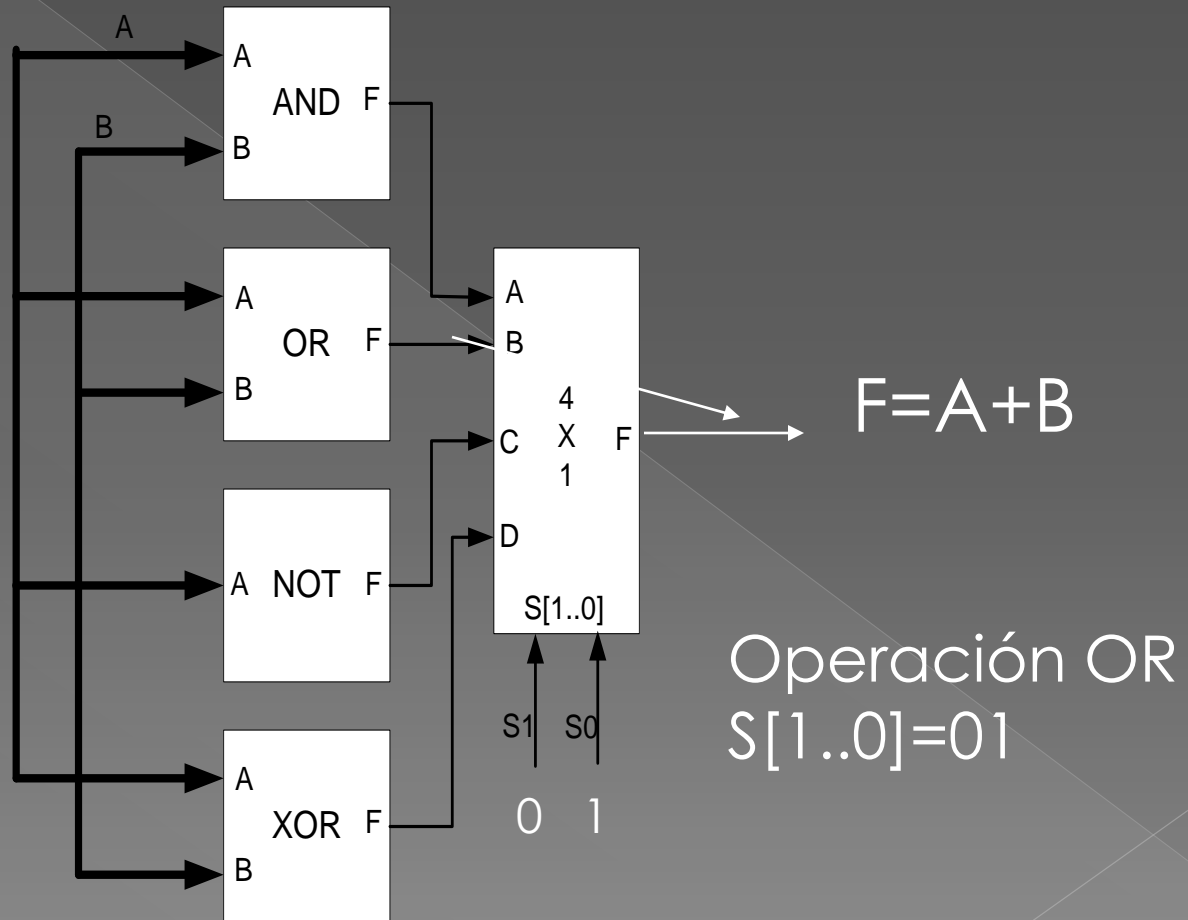 A
A
AND F
B
B
A
OR F
B
A NOT F
A
XOR F
B
A
B
4
X
1
C
F
D
S[1..0]
S1 S0
0 1
F=A+B
Operación OR
S[1..0]=01